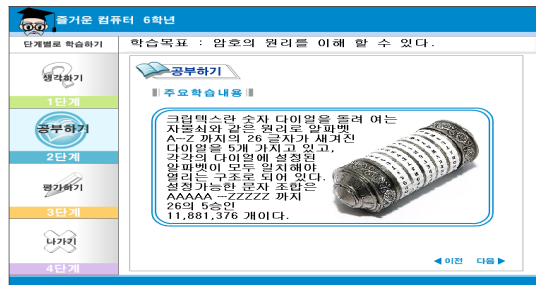 즐거운 컴퓨터 6학년
단계별로 학습하기
학습목표 : 암호의 원리를 이해 할 수 있다.
생각하기
1단계
공부하기
2단계
평가하기
3단계
나가기
4단계
공부하기
주요학습내용
크립텍스란 숫자 다이얼을 돌려 여는
자물쇠와 같은 원리로 알파벳
A~Z 까지의 26 글자가 새겨진
다이얼을 5개 가지고 있고,
각각의 다이얼에 설정된
알파벳이 모두 일치해야
열리는 구조로 되어 있다.
설정가능한 문자 조합은
AAAAA ~ZZZZZ 까지
26의 5승인
11,881,376 개이다.
◀ 이전 다음 ▶